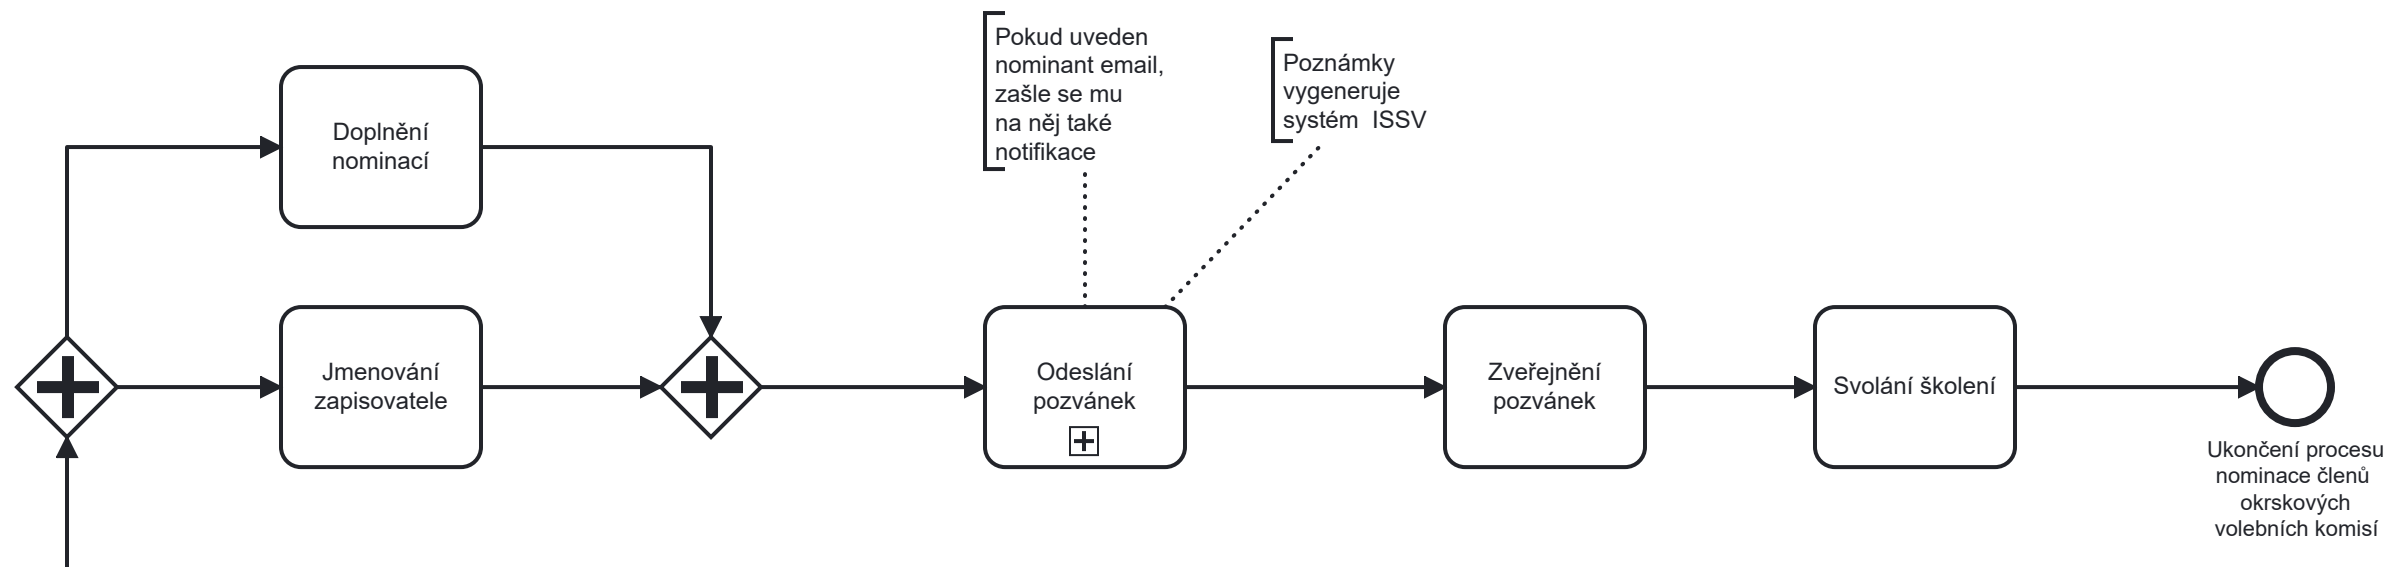 Pokud uveden
nominant email,
zašle se mu
na něj také
notifikace
Poznámky
vygeneruje
systém  ISSV
Doplnění
nominací
Jmenování
zapisovatele
Odeslání
pozvánek
Zveřejnění
pozvánek
Svolání školení
Ukončení procesu
nominace členů
okrskových
volebních komisí